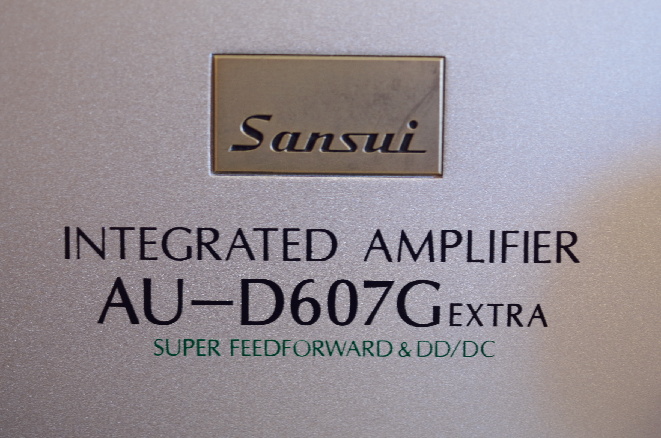 Sansui
INTEGRATED AMPLIFIER
AU-D607G EXTRA
SUPER FEEDFORWARD & DD/DC